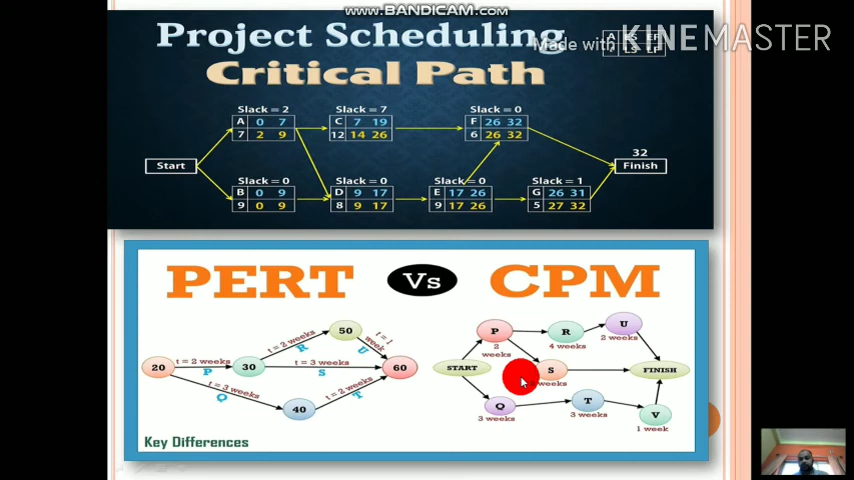 WWW.BANDICAM.COM
Project Scheduling
Made with KINEMASTER
Critical Path
Slack = 2
A 0 7
7 2 9
Slack = 7
C 7 19
12 14 26
Slack = 0
F 26 32
6 26 32
Start
32
Finish
Slack = 0
B 0 9
9 0 9
Slack = 0
D 9 17
8 9 17
Slack = 0
E 17 26
9 17 26
Slack = 1
G 26 31
5 27 32
PERT Vs CPM
20
t = 2 weeks
P
30
t = 2 weeks
R
50
t = 1 week
U
t = 3 weeks
S
60
t = 3 weeks
Q
40
t = 2 weeks
T
START
P
2 weeks
R
4 weeks
U
2 weeks
S
weeks
FINISH
Q
3 weeks
T
3 weeks
V
1 week
Key Differences